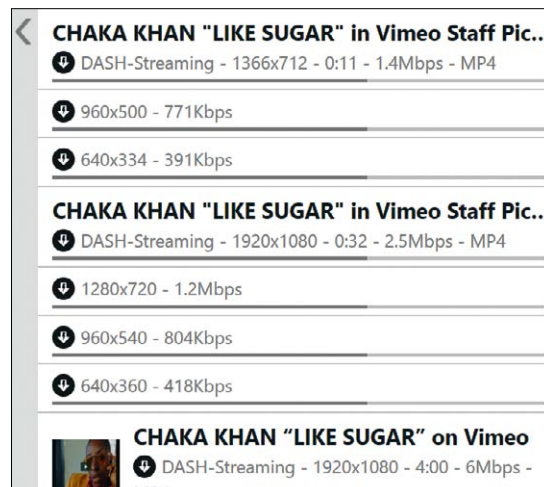 CHAKA KHAN "LIKE SUGAR" in Vimeo Staff Pic..
DASH-Streaming - 1366x712 - 0:11 - 1.4Mbps - MP4
960x500 - 771Kbps
640x334 - 391Kbps
CHAKA KHAN "LIKE SUGAR" in Vimeo Staff Pic..
DASH-Streaming - 1920x1080 - 0:32 - 2.5Mbps - MP4
1280x720 - 1.2Mbps
960x540 - 804Kbps
640x360 - 418Kbps
CHAKA KHAN “LIKE SUGAR” on Vimeo
DASH-Streaming - 1920x1080 - 4:00 - 6Mbps -